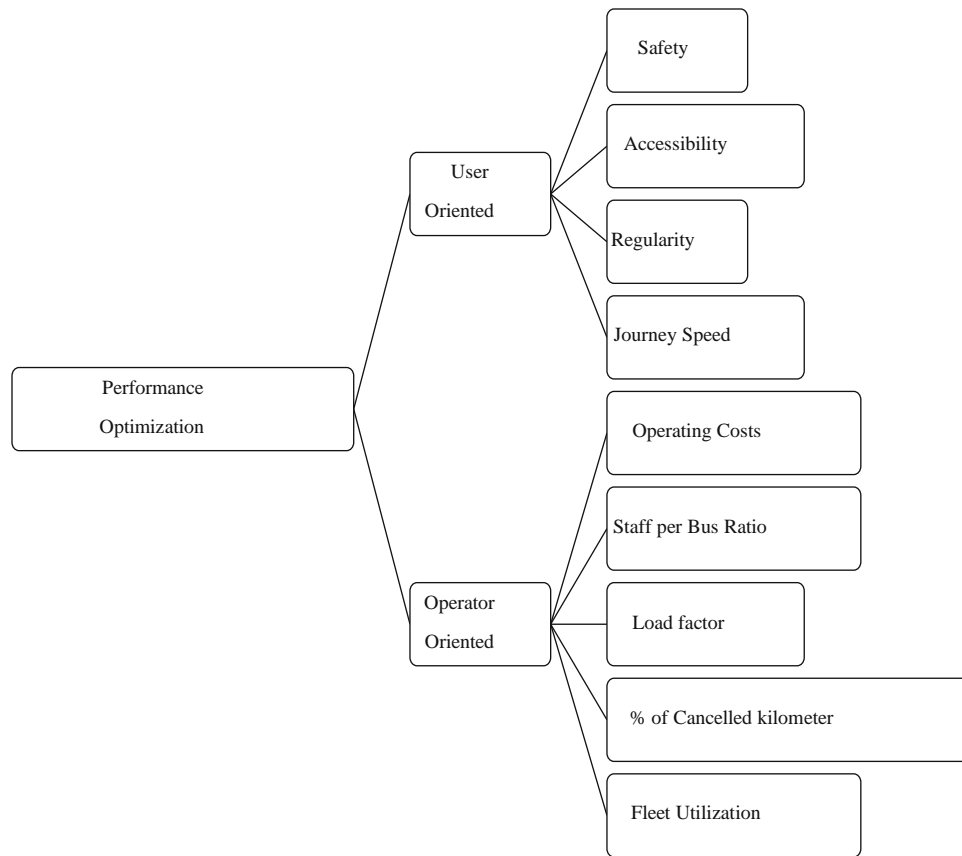 Performance
Optimization
User
Oriented
Safety
Accessibility
Regularity
Journey Speed
Operator
Oriented
Operating Costs
Staff per Bus Ratio
Load factor
% of Cancelled kilometer
Fleet Utilization